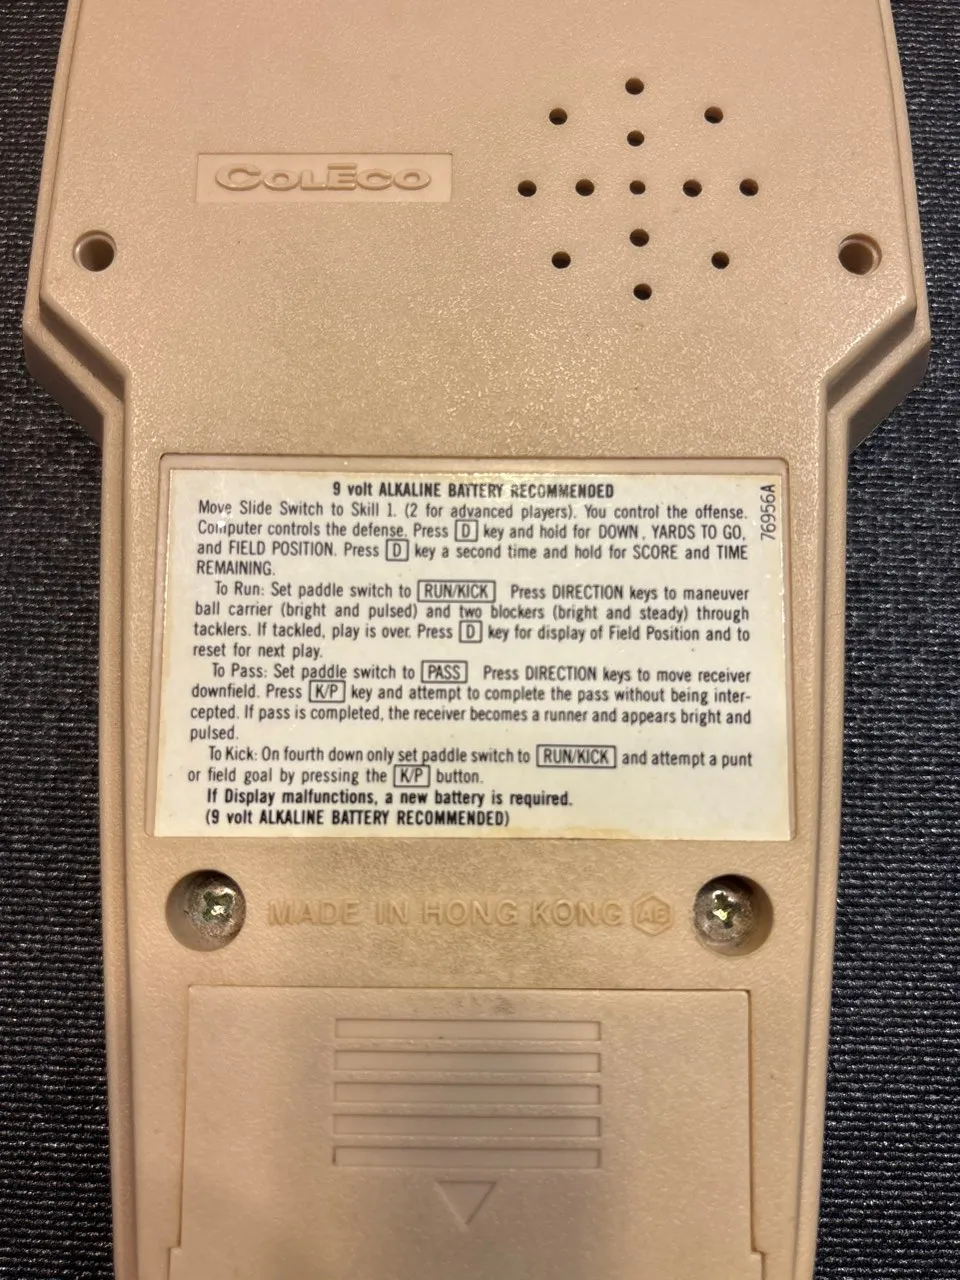 COLECO
9 volt ALKALINE BATTERY RECOMMENDED
Move Slide Switch to Skill 1. (2 for advanced players). You control the offense.
Computer controls the defense. Press D key and hold for DOWN, YARDS TO GO,
and FIELD POSITION. Press D key a second time and hold for SCORE and TIME
REMAINING.
To Run: Set paddle switch to RUN/KICK Press DIRECTION keys to maneuver
ball carrier (bright and pulsed) and two blockers (bright and steady) through
tacklers. If tackled, play is over. Press D key for display of Field Position and to
reset for next play.
To Pass: Set paddle switch to PASS Press DIRECTION keys to move receiver
downfield. Press K/P key and attempt to complete the pass without being inter-
cepted. If pass is completed, the receiver becomes a runner and appears bright and
pulsed.
To Kick: On fourth down only set paddle switch to RUN/KICK and attempt a punt
or field goal by pressing the K/P button.
If Display malfunctions, a new battery is required.
(9 volt ALKALINE BATTERY RECOMMENDED)
76956A
MADE IN HONG KONG AE